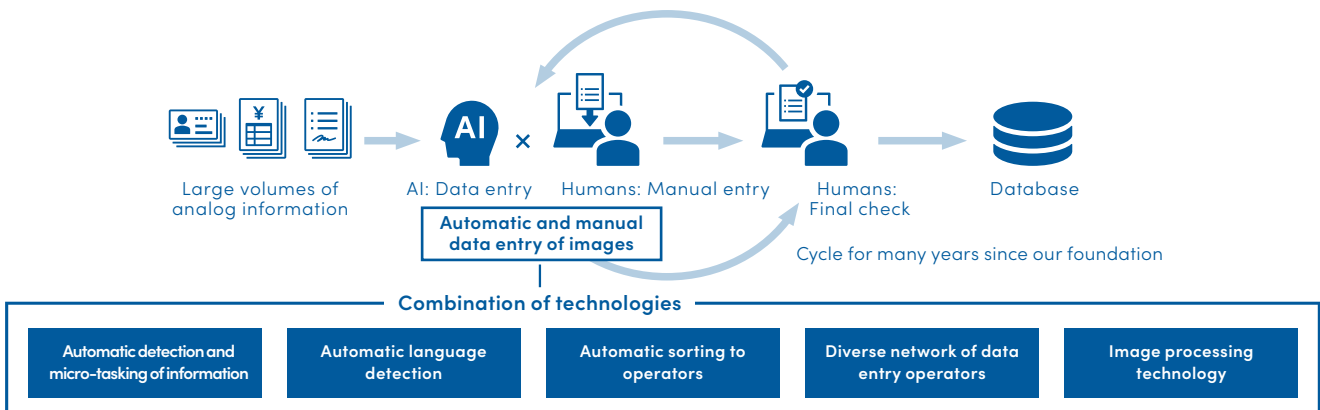 ¥
AI
×
Large volumes of
analog information
AI: Data entry
Humans: Manual entry
Humans:
Final check
Database
Automatic and manual
data entry of images
Cycle for many years since our foundation
Combination of technologies
Automatic detection and
micro-tasking of information
Automatic language
detection
Automatic sorting to
operators
Diverse network of data
entry operators
Image processing
technology